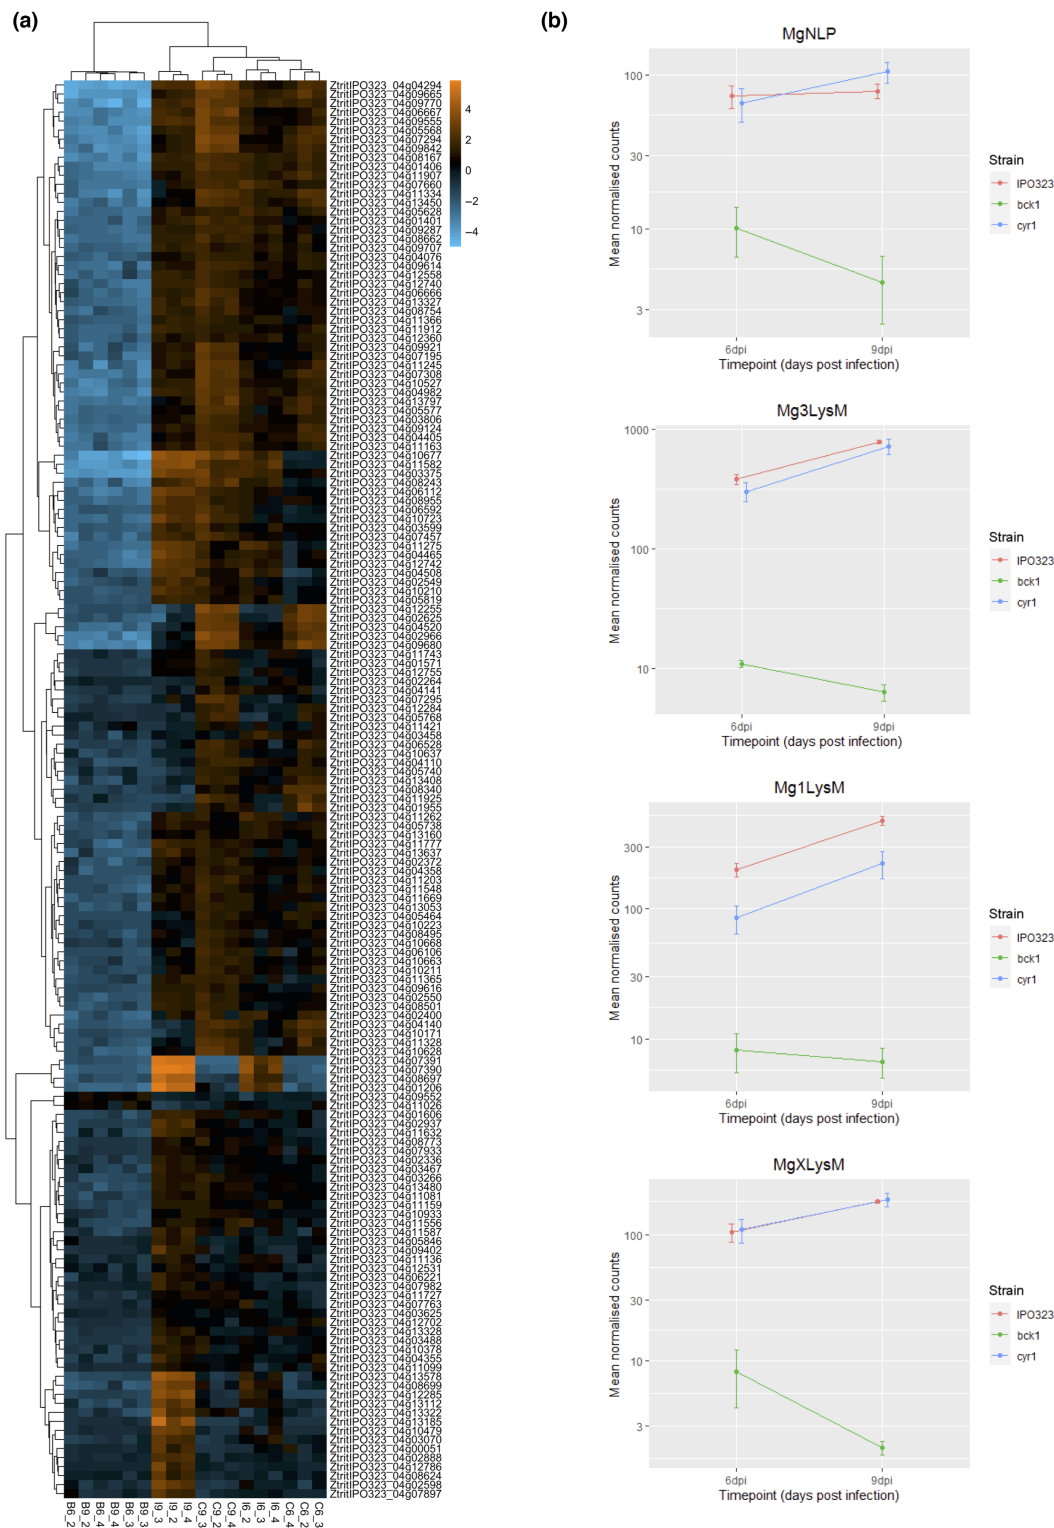 (a)
ZtritIPO323_04g04294
ZtritIPO323_04g09665
ZtritIPO323_04g09770
ZtritIPO323_04g06667
ZtritIPO323_04g09555
ZtritIPO323_04g05568
ZtritIPO323_04g07294
ZtritIPO323_04g09842
ZtritIPO323_04g08167
ZtritIPO323_04g01406
ZtritIPO323_04g11907
ZtritIPO323_04g07660
ZtritIPO323_04g11334
ZtritIPO323_04g13450
ZtritIPO323_04g05628
ZtritIPO323_04g01401
ZtritIPO323_04g09287
ZtritIPO323_04g08662
ZtritIPO323_04g09707
ZtritIPO323_04g04076
ZtritIPO323_04g09614
ZtritIPO323_04g12558
ZtritIPO323_04g12740
ZtritIPO323_04g06666
ZtritIPO323_04g13327
ZtritIPO323_04g08754
ZtritIPO323_04g11366
ZtritIPO323_04g11912
ZtritIPO323_04g12360
ZtritIPO323_04g09921
ZtritIPO323_04g07195
ZtritIPO323_04g11245
ZtritIPO323_04g07308
ZtritIPO323_04g10527
ZtritIPO323_04g04982
ZtritIPO323_04g13797
ZtritIPO323_04g05577
ZtritIPO323_04g03806
ZtritIPO323_04g09124
ZtritIPO323_04g04405
ZtritIPO323_04g11163
ZtritIPO323_04g10677
ZtritIPO323_04g11582
ZtritIPO323_04g03375
ZtritIPO323_04g08243
ZtritIPO323_04g06112
ZtritIPO323_04g08955
ZtritIPO323_04g06592
ZtritIPO323_04g10723
ZtritIPO323_04g03599
ZtritIPO323_04g07457
ZtritIPO323_04g11275
ZtritIPO323_04g04465
ZtritIPO323_04g12742
ZtritIPO323_04g04508
ZtritIPO323_04g02549
ZtritIPO323_04g10210
ZtritIPO323_04g05819
ZtritIPO323_04g12255
ZtritIPO323_04g02625
ZtritIPO323_04g04520
ZtritIPO323_04g02966
ZtritIPO323_04g09680
ZtritIPO323_04g11743
ZtritIPO323_04g01571
ZtritIPO323_04g12755
ZtritIPO323_04g02264
ZtritIPO323_04g04141
ZtritIPO323_04g07295
ZtritIPO323_04g12284
ZtritIPO323_04g05768
ZtritIPO323_04g11421
ZtritIPO323_04g03458
ZtritIPO323_04g06528
ZtritIPO323_04g10637
ZtritIPO323_04g04110
ZtritIPO323_04g05740
ZtritIPO323_04g13408
ZtritIPO323_04g08340
ZtritIPO323_04g11925
ZtritIPO323_04g01955
ZtritIPO323_04g11262
ZtritIPO323_04g05738
ZtritIPO323_04g13160
ZtritIPO323_04g11777
ZtritIPO323_04g13637
ZtritIPO323_04g02372
ZtritIPO323_04g04358
ZtritIPO323_04g11203
ZtritIPO323_04g11548
ZtritIPO323_04g11669
ZtritIPO323_04g13053
ZtritIPO323_04g05464
ZtritIPO323_04g10223
ZtritIPO323_04g08495
ZtritIPO323_04g10668
ZtritIPO323_04g06106
ZtritIPO323_04g10663
ZtritIPO323_04g10211
ZtritIPO323_04g11365
ZtritIPO323_04g09616
ZtritIPO323_04g02550
ZtritIPO323_04g08501
ZtritIPO323_04g02400
ZtritIPO323_04g04140
ZtritIPO323_04g10171
ZtritIPO323_04g11328
ZtritIPO323_04g10628
ZtritIPO323_04g07391
ZtritIPO323_04g07390
ZtritIPO323_04g08697
ZtritIPO323_04g01206
ZtritIPO323_04g09552
ZtritIPO323_04g11026
ZtritIPO323_04g01606
ZtritIPO323_04g02937
ZtritIPO323_04g11632
ZtritIPO323_04g08773
ZtritIPO323_04g07933
ZtritIPO323_04g02336
ZtritIPO323_04g03467
ZtritIPO323_04g03266
ZtritIPO323_04g13480
ZtritIPO323_04g11081
ZtritIPO323_04g11159
ZtritIPO323_04g10933
ZtritIPO323_04g11556
ZtritIPO323_04g11587
ZtritIPO323_04g05846
ZtritIPO323_04g09402
ZtritIPO323_04g11136
ZtritIPO323_04g12531
ZtritIPO323_04g06221
ZtritIPO323_04g07982
ZtritIPO323_04g11727
ZtritIPO323_04g07763
ZtritIPO323_04g03625
ZtritIPO323_04g12702
ZtritIPO323_04g13328
ZtritIPO323_04g03488
ZtritIPO323_04g10378
ZtritIPO323_04g04355
ZtritIPO323_04g11099
ZtritIPO323_04g13578
ZtritIPO323_04g08699
ZtritIPO323_04g12285
ZtritIPO323_04g13112
ZtritIPO323_04g13322
ZtritIPO323_04g13185
ZtritIPO323_04g10479
ZtritIPO323_04g03070
ZtritIPO323_04g00051
ZtritIPO323_04g02888
ZtritIPO323_04g12786
ZtritIPO323_04g08624
ZtritIPO323_04g02598
ZtritIPO323_04g07897
4
2
0
−2
−4
B6_2
B9_2
B6_4
B9_4
B6_3
B9_3
I9_3
I9_2
I9_4
C9_3
C9_2
C9_4
I6_2
I6_3
I6_4
C6_4
C6_2
C6_3
(b)
MgNLP
Mean normalised counts
100
30
10
3
6dpi
9dpi
Timepoint (days post infection)
Strain
IPO323
bck1
cyr1
Mg3LysM
Mean normalised counts
1000
100
10
6dpi
9dpi
Timepoint (days post infection)
Strain
IPO323
bck1
cyr1
Mg1LysM
Mean normalised counts
300
100
30
10
6dpi
9dpi
Timepoint (days post infection)
Strain
IPO323
bck1
cyr1
MgXLysM
Mean normalised counts
100
30
10
3
6dpi
9dpi
Timepoint (days post infection)
Strain
IPO323
bck1
cyr1